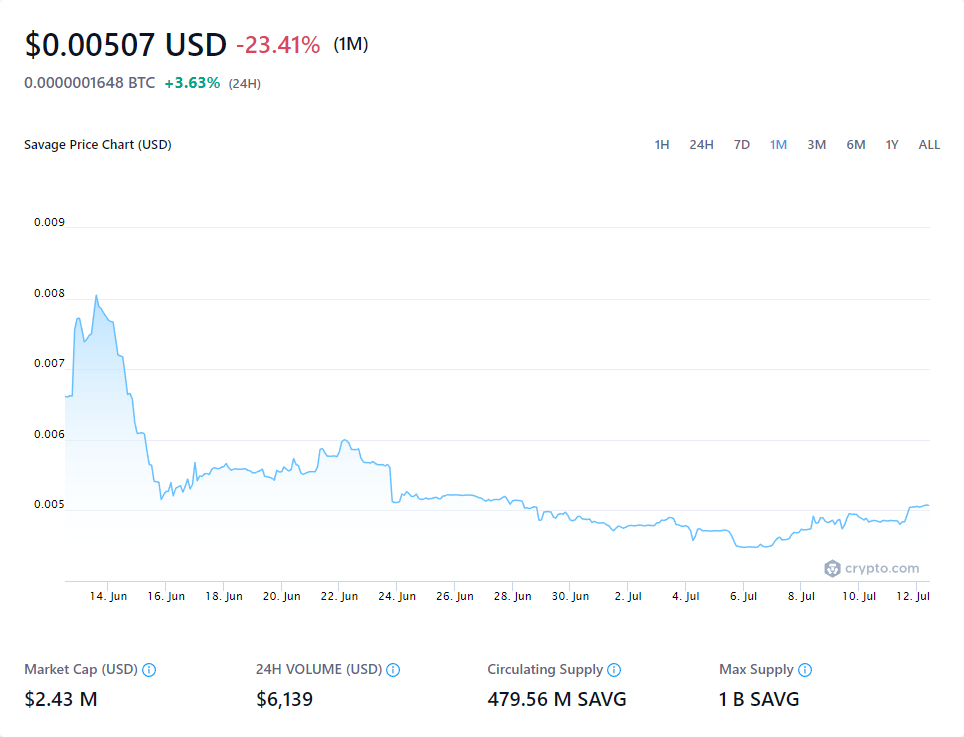 $0.00507 USD -23.41% (1M)
0.0000001648 BTC +3.63% (24H)
Savage Price Chart (USD) 1H 24H 7D 1M 3M 6M 1Y ALL
0.009
0.008
0.007
0.006
0.005
crypto.com
14. Jun 16. Jun 18. Jun 20. Jun 22. Jun 24. Jun 26. Jun 28. Jun 30. Jun 2. Jul 4. Jul 6. Jul 8. Jul 10. Jul 12. Jul
Market Cap (USD) 24H VOLUME (USD) Circulating Supply Max Supply
$2.43 M $6,139 479.56 M SAVG 1 B SAVG